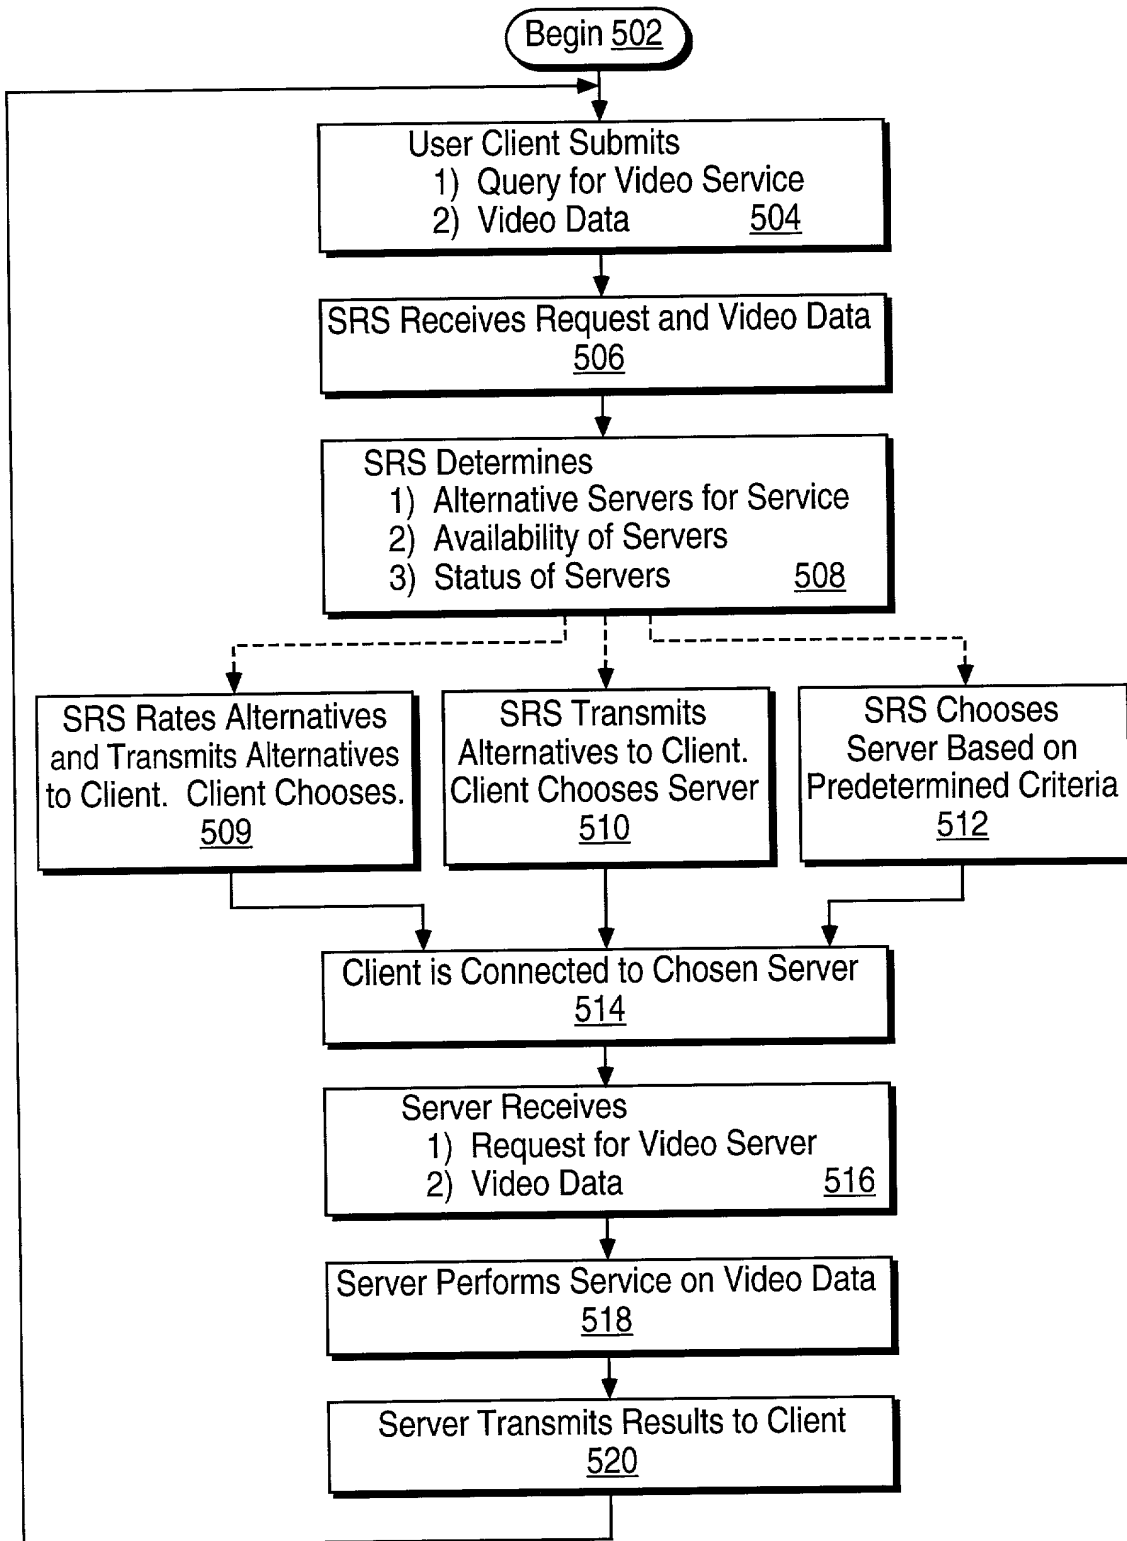 Begin 502
User Client Submits
1) Query for Video Service
2) Video Data 504
SRS Receives Request and Video Data
506
SRS Determines
1) Alternative Servers for Service
2) Availability of Servers
3) Status of Servers 508
SRS Rates Alternatives
and Transmits Alternatives
to Client. Client Chooses.
509
SRS Transmits
Alternatives to Client.
Client Chooses Server
510
SRS Chooses
Server Based on
Predetermined Criteria
512
Client is Connected to Chosen Server
514
Server Receives
1) Request for Video Server
2) Video Data 516
Server Performs Service on Video Data
518
Server Transmits Results to Client
520